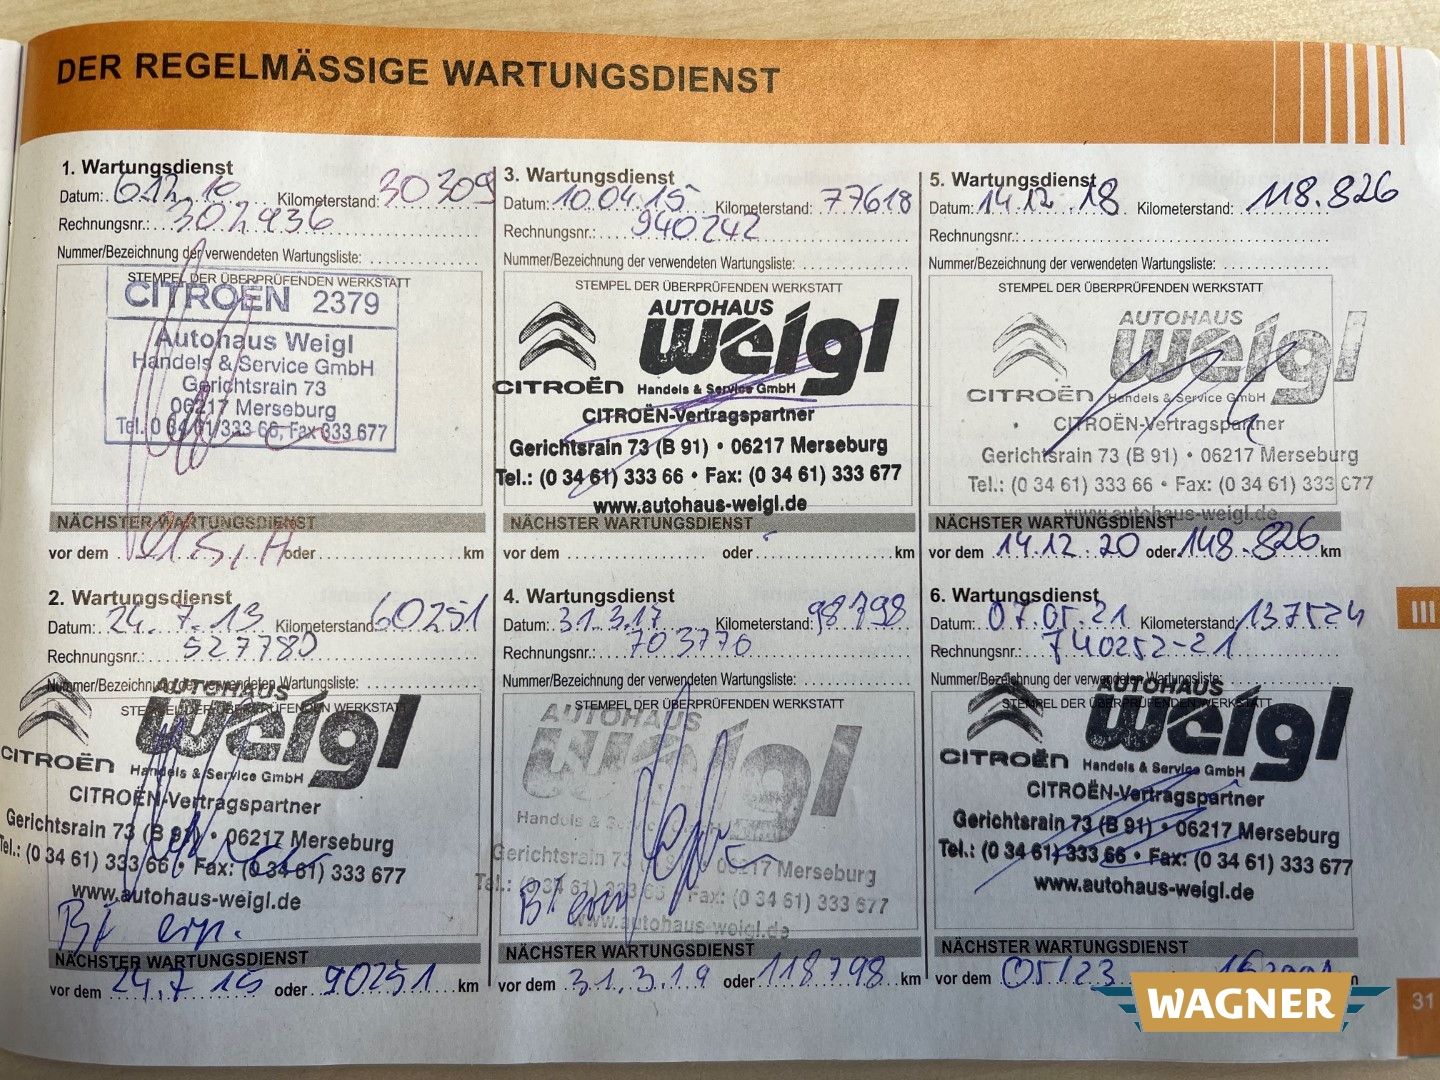 DER REGELMÄSSIGE WARTUNGSDIENST
1. Wartungsdienst
Datum: 6.12.10 Kilometerstand: 30309
Rechnungsnr.: 302436
Nummer/Bezeichnung der verwendeten Wartungsliste:
STEMPEL DER ÜBERPRÜFENDEN WERKSTATT
CITROËN 2379
Autohaus Weigl
Handels & Service GmbH
Gerichtsrain 73
06217 Merseburg
Tel. 0 34 61/333 66, Fax 333 677
NÄCHSTER WARTUNGSDIENST
vor dem oder km
2. Wartungsdienst
Datum: 24.7.13 Kilometerstand: 60251
Rechnungsnr.: 527780
Nummer/Bezeichnung der verwendeten Wartungsliste:
STEMPEL DER ÜBERPRÜFENDEN WERKSTATT
AUTOHAUS
weigl
CITROËN Handels & Service GmbH
CITROËN-Vertragspartner
Gerichtsrain 73 (B 91) • 06217 Merseburg
Tel.: (0 34 61) 333 66 • Fax: (0 34 61) 333 677
www.autohaus-weigl.de
NÄCHSTER WARTUNGSDIENST
vor dem 24.7 15 oder 90251 km
3. Wartungsdienst
Datum: 10.04.15 Kilometerstand: 77618
Rechnungsnr.: 940242
Nummer/Bezeichnung der verwendeten Wartungsliste:
STEMPEL DER ÜBERPRÜFENDEN WERKSTATT
AUTOHAUS
weigl
CITROËN Handels & Service GmbH
CITROËN-Vertragspartner
Gerichtsrain 73 (B 91) • 06217 Merseburg
Tel.: (0 34 61) 333 66 • Fax: (0 34 61) 333 677
www.autohaus-weigl.de
NÄCHSTER WARTUNGSDIENST
vor dem oder km
4. Wartungsdienst
Datum: 31.3.17 Kilometerstand: 98798
Rechnungsnr.: 703770
Nummer/Bezeichnung der verwendeten Wartungsliste:
STEMPEL DER ÜBERPRÜFENDEN WERKSTATT
AUTOHAUS
weigl
Handels & Service
Gerichtsrain 73 06217 Merseburg
Tel.: (0 34 61) 333 66 • Fax: (0 34 61) 333 677
www.autohaus-weigl.de
NÄCHSTER WARTUNGSDIENST
vor dem 31.3.19 oder 118798 km
5. Wartungsdienst
Datum: 14.12.18 Kilometerstand: 118.826
Rechnungsnr.:
Nummer/Bezeichnung der verwendeten Wartungsliste:
STEMPEL DER ÜBERPRÜFENDEN WERKSTATT
AUTOHAUS
weigl
CITROËN Handels & Service GmbH
CITROËN-Vertragspartner
Gerichtsrain 73 (B 91) • 06217 Merseburg
Tel.: (0 34 61) 333 66 • Fax: (0 34 61) 333 677
www.autohaus-weigl.de
NÄCHSTER WARTUNGSDIENST
vor dem 14.12.20 oder 148.826 km
6. Wartungsdienst
Datum: 07.05.21 Kilometerstand: 137524
Rechnungsnr.: 740252-21
Nummer/Bezeichnung der verwendeten Wartungsliste:
STEMPEL DER ÜBERPRÜFENDEN WERKSTATT
AUTOHAUS
weigl
CITROËN Handels & Service GmbH
CITROËN-Vertragspartner
Gerichtsrain 73 (B 91) • 06217 Merseburg
Tel.: (0 34 61) 333 66 • Fax: (0 34 61) 333 677
www.autohaus-weigl.de
NÄCHSTER WARTUNGSDIENST
vor dem 05/23
III
31
WAGNER